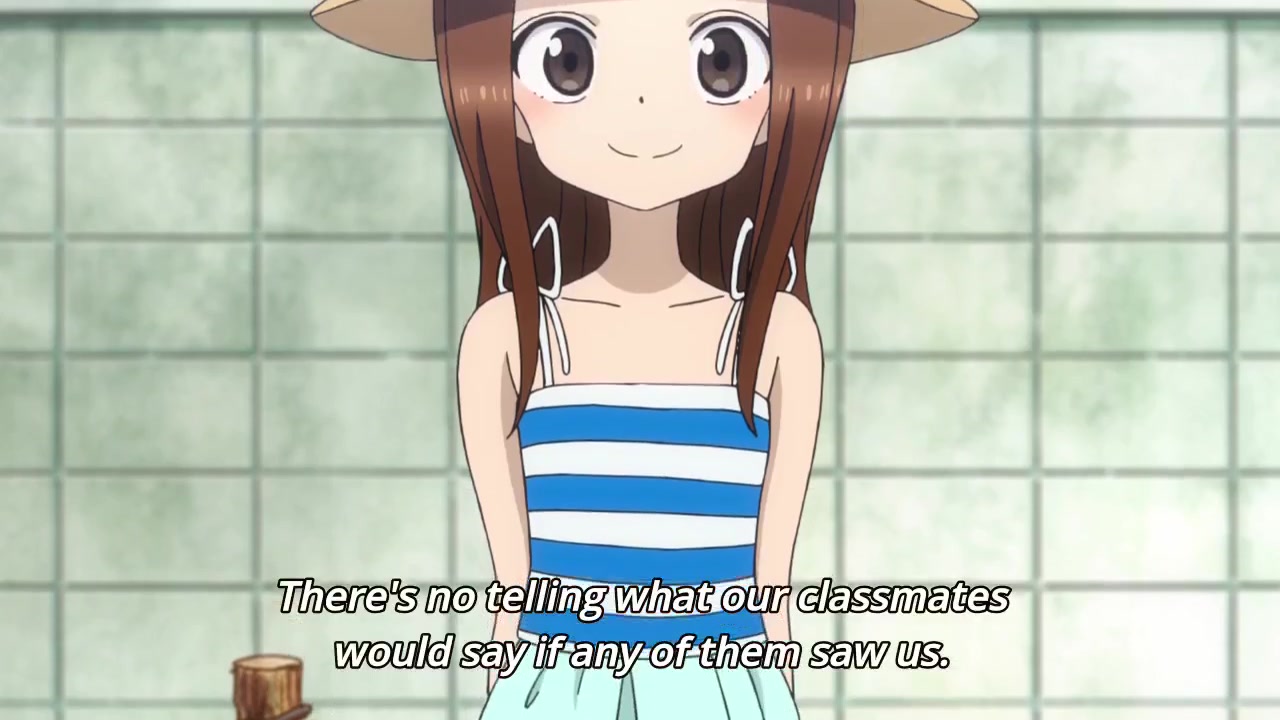 There's no telling what our classmates
would say if any of them saw us.